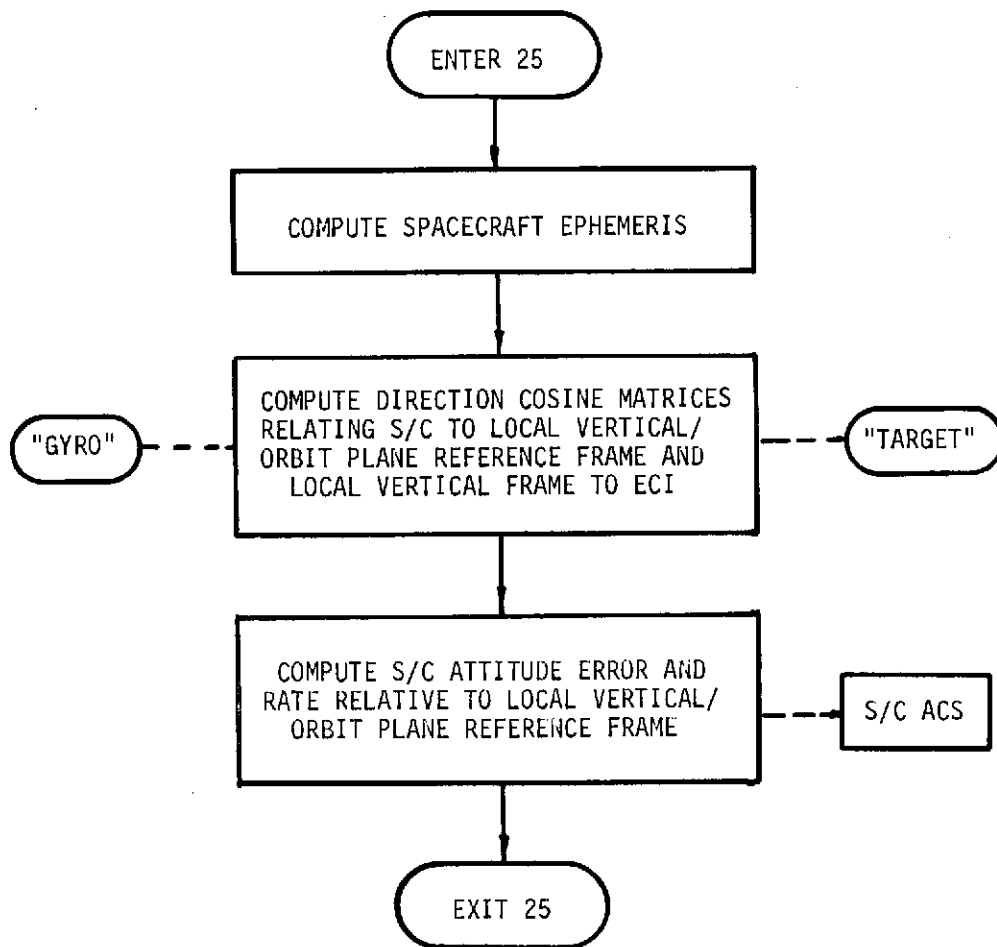 ENTER 25
COMPUTE SPACECRAFT EPHEMERIS
"GYRO"
COMPUTE DIRECTION COSINE MATRICES
RELATING S/C TO LOCAL VERTICAL/
ORBIT PLANE REFERENCE FRAME AND
LOCAL VERTICAL FRAME TO ECI
"TARGET"
COMPUTE S/C ATTITUDE ERROR AND
RATE RELATIVE TO LOCAL VERTICAL/
ORBIT PLANE REFERENCE FRAME
S/C ACS
EXIT 25